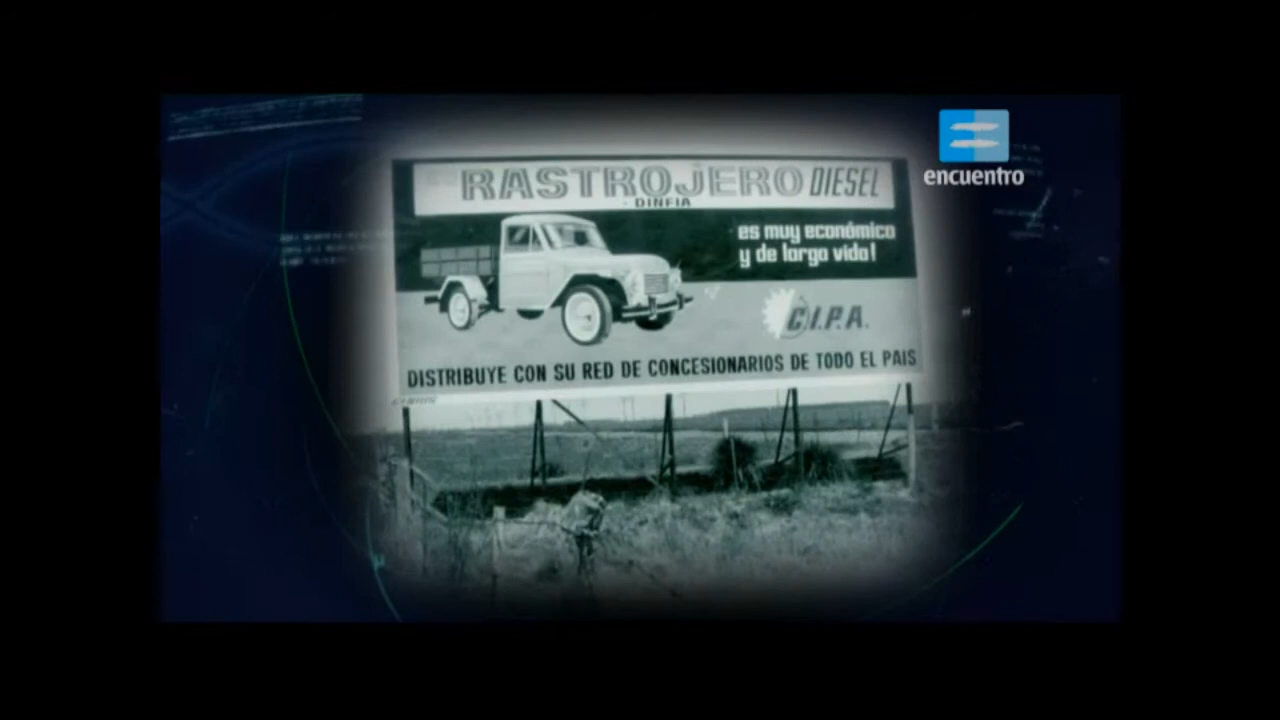 RASTROJERO DIESEL
- DINFIA
es muy económico
y de larga vida!
C.I.P.A.
DISTRIBUYE CON SU RED DE CONCESIONARIOS DE TODO EL PAIS
encuentro